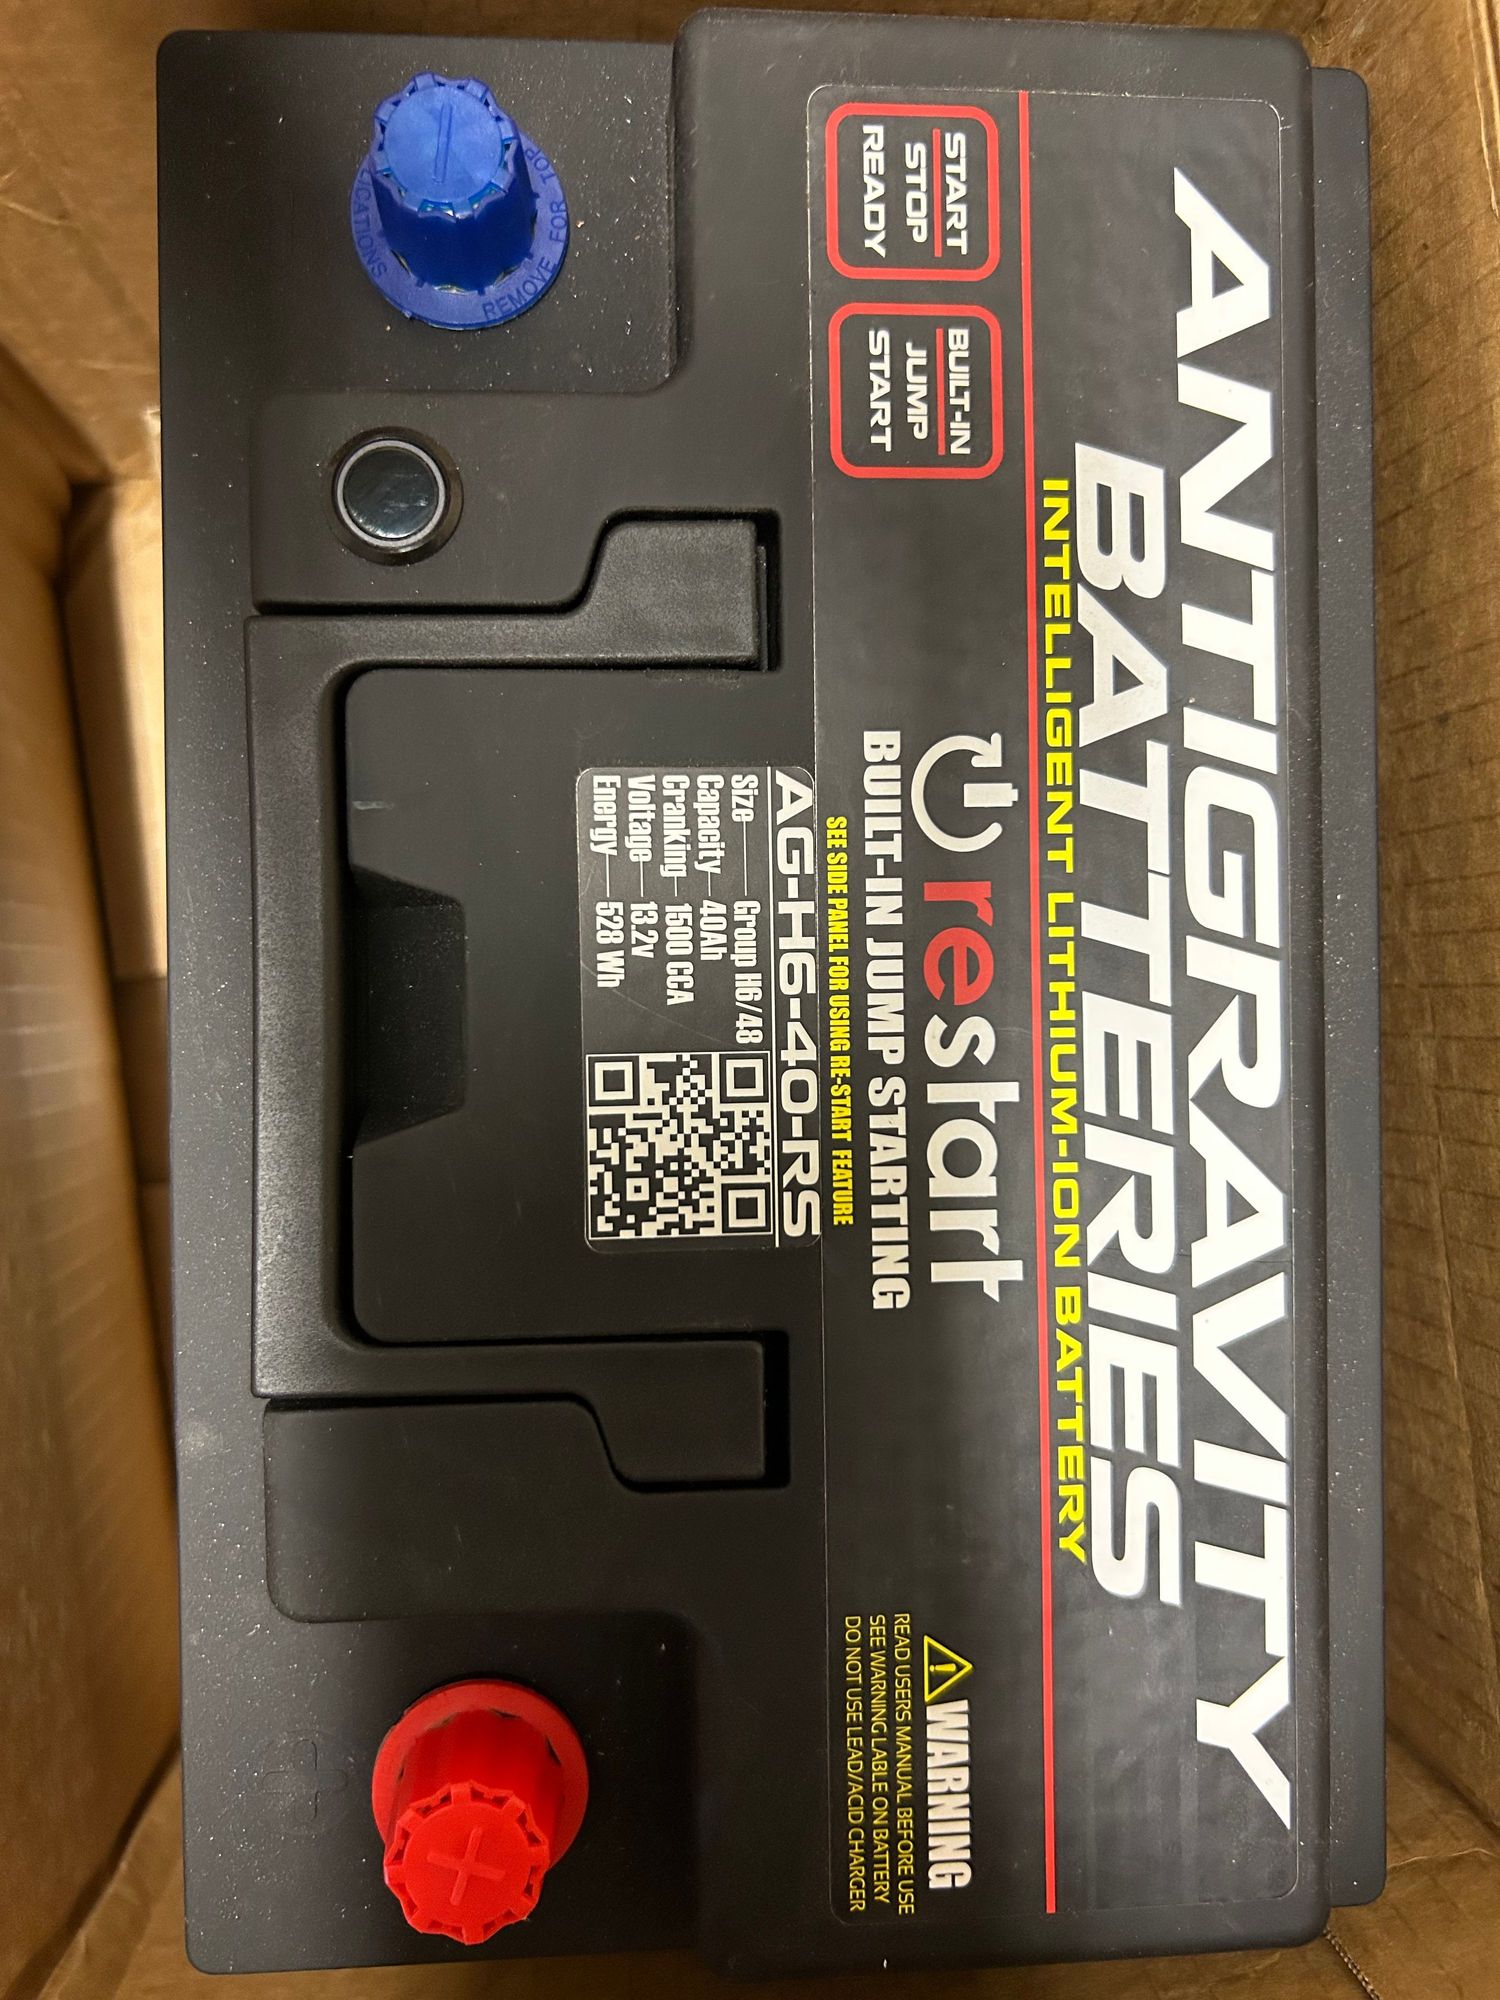 ANTIGRAVITY
BATTERIES
INTELLIGENT LITHIUM-ION BATTERY
START
STOP
READY
BUILT-IN
JUMP
START
restart
BUILT-IN JUMP STARTING
SEE SIDE PANEL FOR USING RE-START FEATURE
WARNING
READ USERS MANUAL BEFORE USE
SEE WARNING LABLE ON BATTERY
DO NOT USE LEAD/ACID CHARGER
AG-H6-40-RS
Size Group H6/48
Capacity 40Ah
Cranking 1500 CCA
Voltage 13.2v
Energy 528 Wh
REMOVE FOR TOP